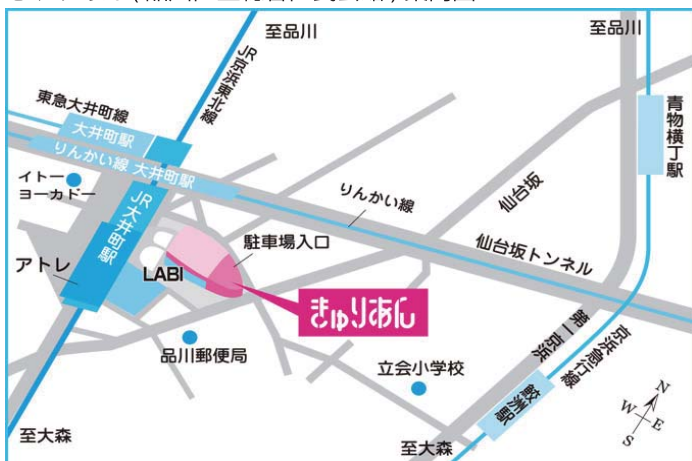 至品川
至品川
JR京浜東北線
東急大井町線
大井町駅
りんかい線 大井町駅
青物横丁駅
イトー
ヨーカドー
JR大井町駅
りんかい線
仙台坂
駐車場入口
仙台坂トンネル
アトレ
LABI
きゅりあん
品川郵便局
立会小学校
第一京浜
京浜急行線
鮫洲駅
N
W
E
S
至大森
至大森